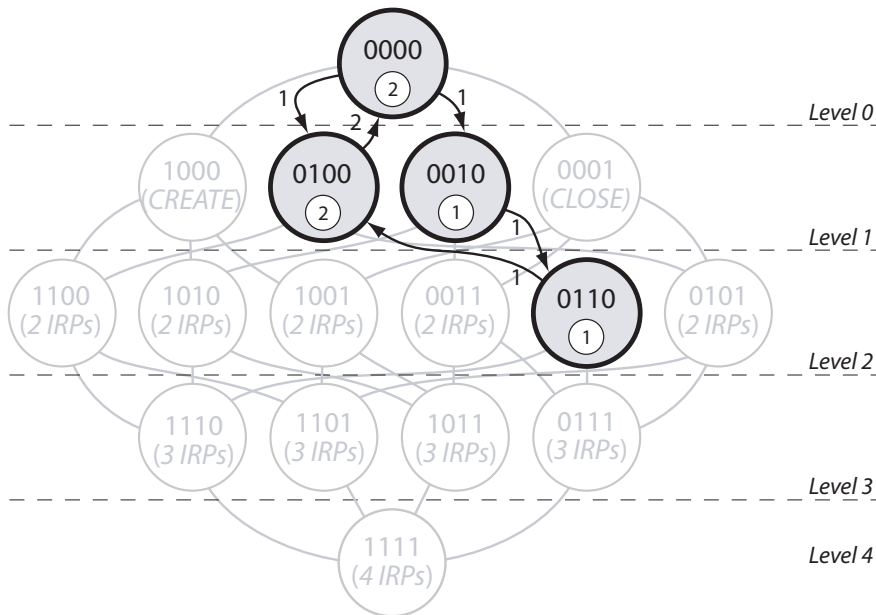 0000
2
1
1
2
Level 0
1000
(CREATE)
0100
2
0010
1
0001
(CLOSE)
1
Level 1
1
1100
(2 IRPs)
1010
(2 IRPs)
1001
(2 IRPs)
0011
(2 IRPs)
0110
1
0101
(2 IRPs)
Level 2
1110
(3 IRPs)
1101
(3 IRPs)
1011
(3 IRPs)
0111
(3 IRPs)
Level 3
1111
(4 IRPs)
Level 4